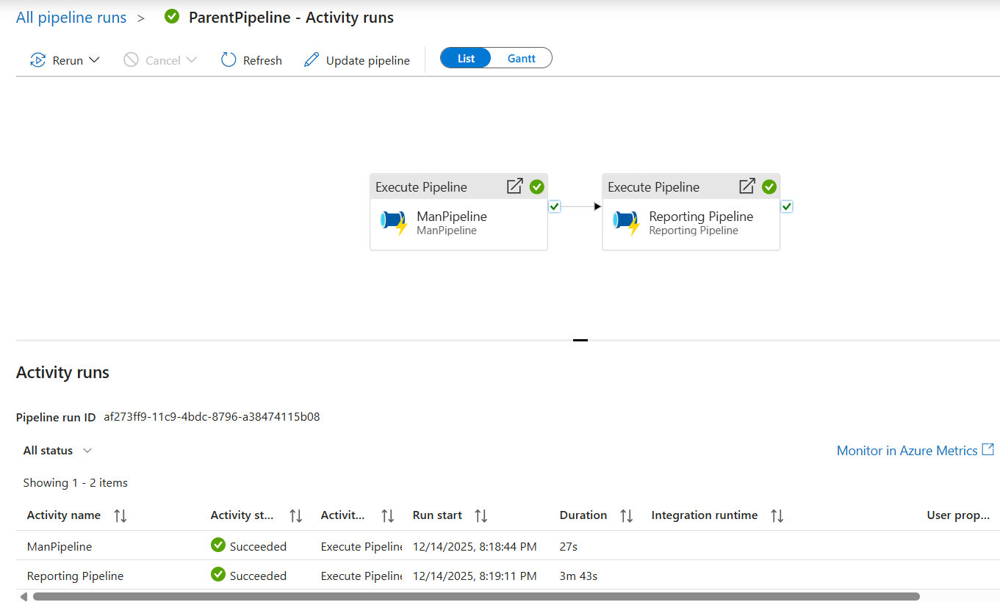 All pipeline runs > ParentPipeline - Activity runs
Rerun Cancel Refresh Update pipeline List Gantt
Execute Pipeline Execute Pipeline
ManPipeline Reporting Pipeline
ManPipeline Reporting Pipeline
Activity runs
Pipeline run ID af273ff9-11c9-4bdc-8796-a38474115b08
All status Monitor in Azure Metrics
Showing 1 - 2 items
Activity name Activity st... Activit... Run start Duration Integration runtime User prop...
ManPipeline Succeeded Execute Pipeline 12/14/2025, 8:18:44 PM 27s
Reporting Pipeline Succeeded Execute Pipeline 12/14/2025, 8:19:11 PM 3m 43s